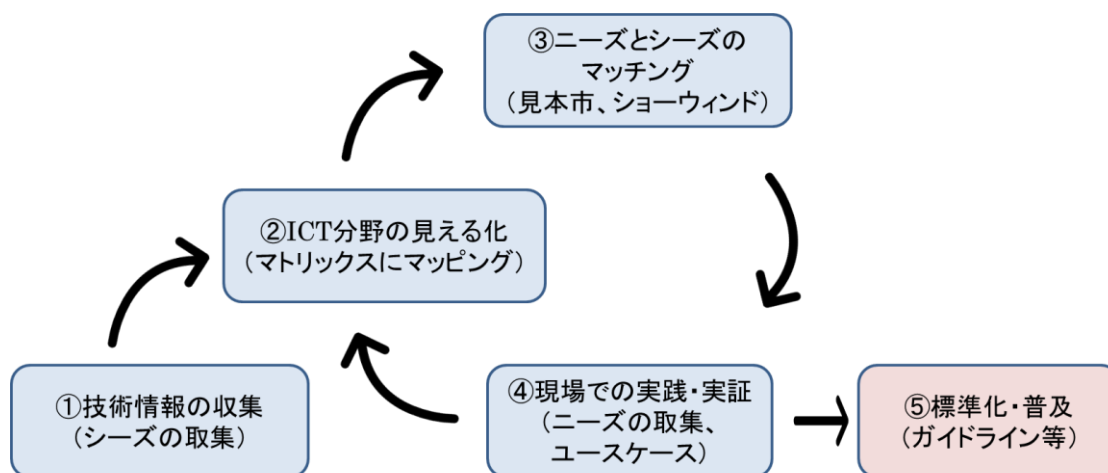 ③ニーズとシーズの
マッチング
（見本市、ショーウィンド）
②ICT分野の見える化
（マトリックスにマッピング）
①技術情報の収集
（シーズの取集）
④現場での実践・実証
（ニーズの取集、
ユースケース）
⑤標準化・普及
（ガイドライン等）